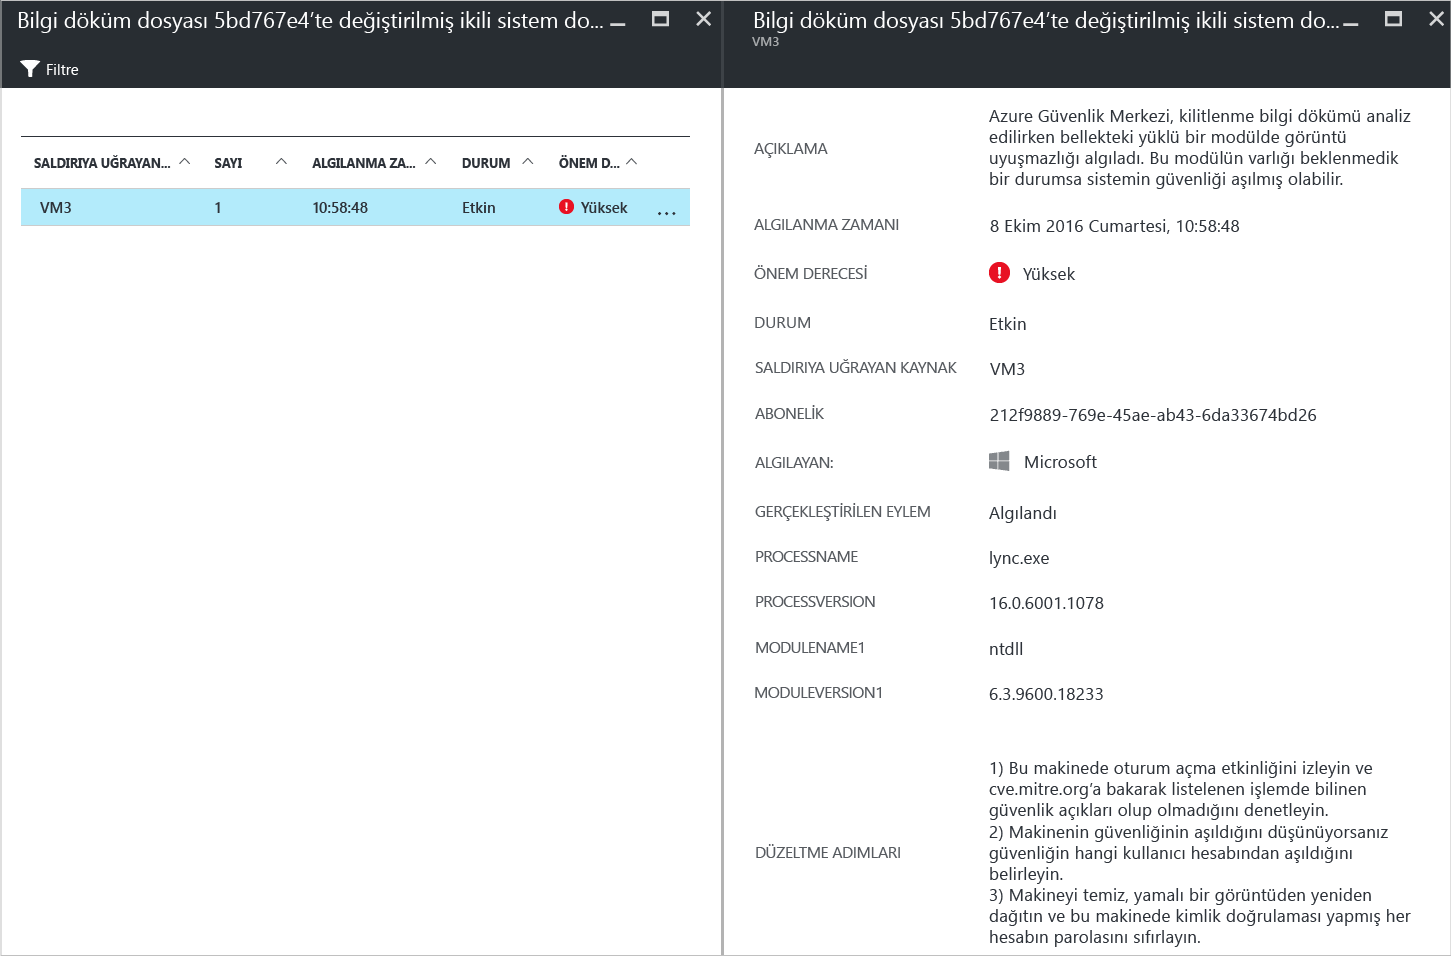 Bilgi döküm dosyası 5bd767e4’te değiştirilmiş ikili sistem do...
Filtre
SALDIRIYA UĞRAYAN... SAYI ALGILANMA ZA... DURUM ÖNEM D...
VM3 1 10:58:48 Etkin Yüksek ...
Bilgi döküm dosyası 5bd767e4’te değiştirilmiş ikili sistem do...
VM3
AÇIKLAMA
Azure Güvenlik Merkezi, kilitlenme bilgi dökümü analiz
edilirken bellekteki yüklü bir modülde görüntü
uyuşmazlığı algıladı. Bu modülün varlığı beklenmedik
bir durumsa sistemin güvenliği aşılmış olabilir.
ALGILANMA ZAMANI 8 Ekim 2016 Cumartesi, 10:58:48
ÖNEM DERECESİ Yüksek
DURUM Etkin
SALDIRIYA UĞRAYAN KAYNAK VM3
ABONELİK 212f9889-769e-45ae-ab43-6da33674bd26
ALGILAYAN: Microsoft
GERÇEKLEŞTİRİLEN EYLEM Algılandı
PROCESSNAME lync.exe
PROCESSVERSION 16.0.6001.1078
MODULENAME1 ntdll
MODULEVERSION1 6.3.9600.18233
DÜZELTME ADIMLARI
1) Bu makinede oturum açma etkinliğini izleyin ve
cve.mitre.org’a bakarak listelenen işlemde bilinen
güvenlik açıkları olup olmadığını denetleyin.
2) Makinenin güvenliğinin aşıldığını düşünüyorsanız
güvenliğin hangi kullanıcı hesabından aşıldığını
belirleyin.
3) Makineyi temiz, yamalı bir görüntüden yeniden
dağıtın ve bu makinede kimlik doğrulaması yapmış her
hesabın parolasını sıfırlayın.